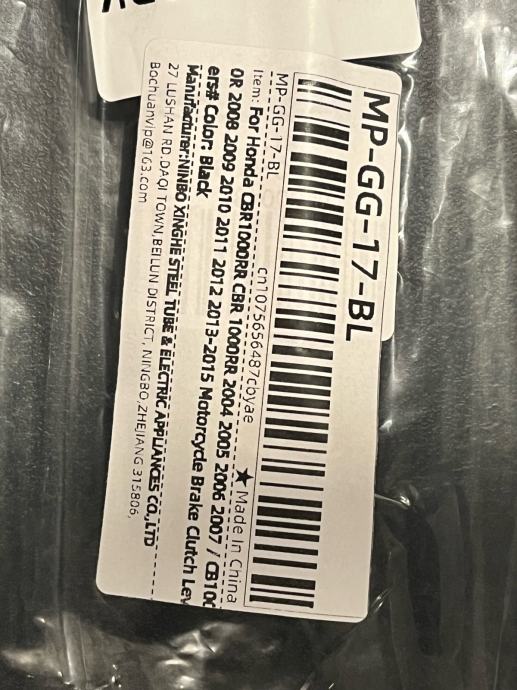 MP-GG-17-BL
MP-GG-17-BL
cn1075656487cbyae
★ Made In China
Item: For Honda CBR1000RR CBR 1000RR 2004 2005 2006 2007 / CB100
OR 2008 2009 2010 2011 2012 2013-2015 Motorcycle Brake Clutch Lev
ers# Color: Black
Manufacturer:NINBO XINGHE STEEL TUBE & ELECTRIC APPLIANCES CO.,LTD
27 LUSHAN RD.DAQI TOWN,BEILUN DISTRICT, NINGBO,ZHEJIANG 315806,
Bochuanvip@163.com